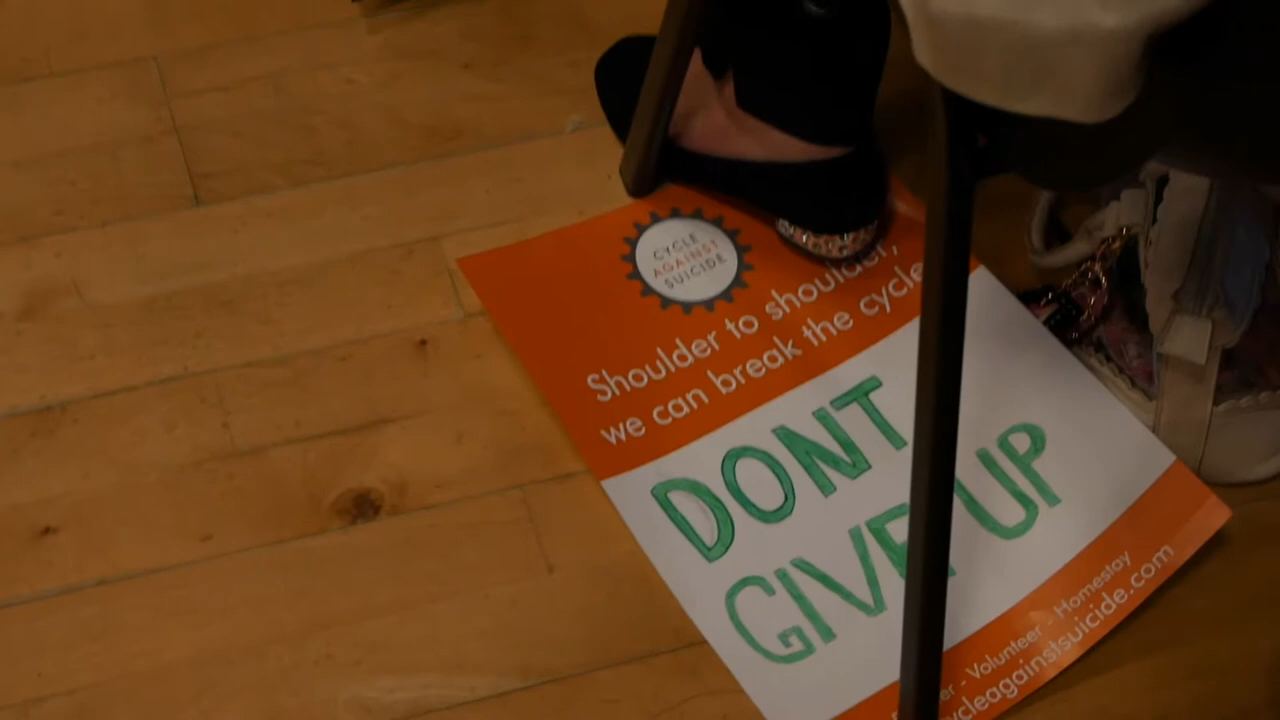 CYCLE
AGAINST
SUICIDE
Shoulder to shoulder,
we can break the cycle
DONT
GIVE UP
- Volunteer - Homestay
cycleagainstsuicide.com